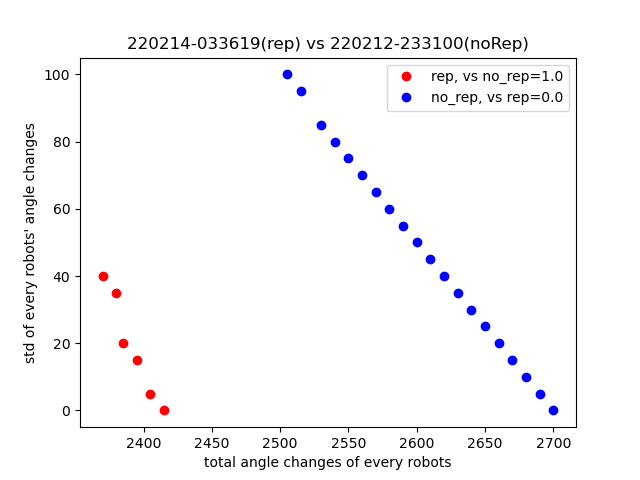 220214-033619(rep) vs 220212-233100(noRep)
rep, vs no_rep=1.0
no_rep, vs rep=0.0
std of every robots' angle changes
100
80
60
40
20
0
2400 2450 2500 2550 2600 2650 2700
total angle changes of every robots